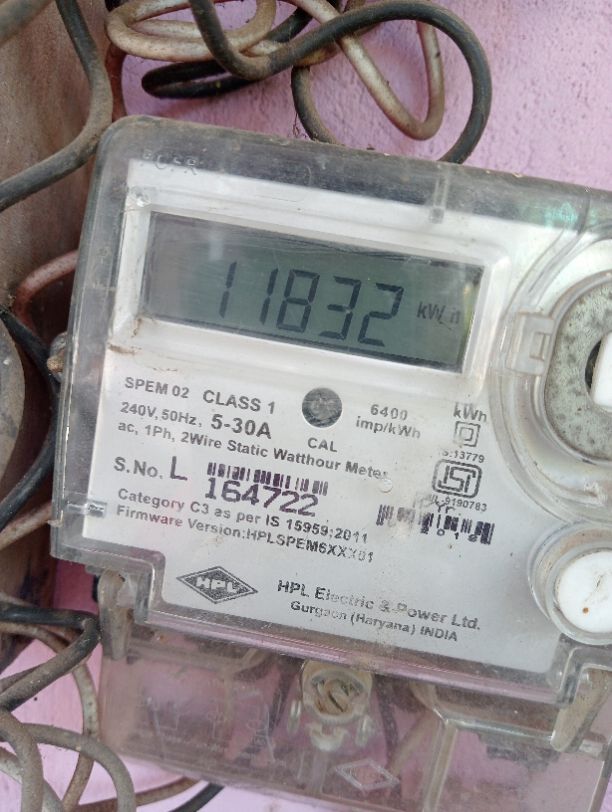 11832 kWh
SPEM 02 CLASS 1
240V, 50Hz, 5-30A
CAL
6400
imp/kWh
kWh
ac, 1Ph, 2Wire Static Watthour Meter
IS:13779
S.No. L 164722
Category C3 as per IS 15959:2011
Firmware Version:HPLSPEM6XXX01
HPL
HPL Electric & Power Ltd.
Gurgaon (Haryana) INDIA